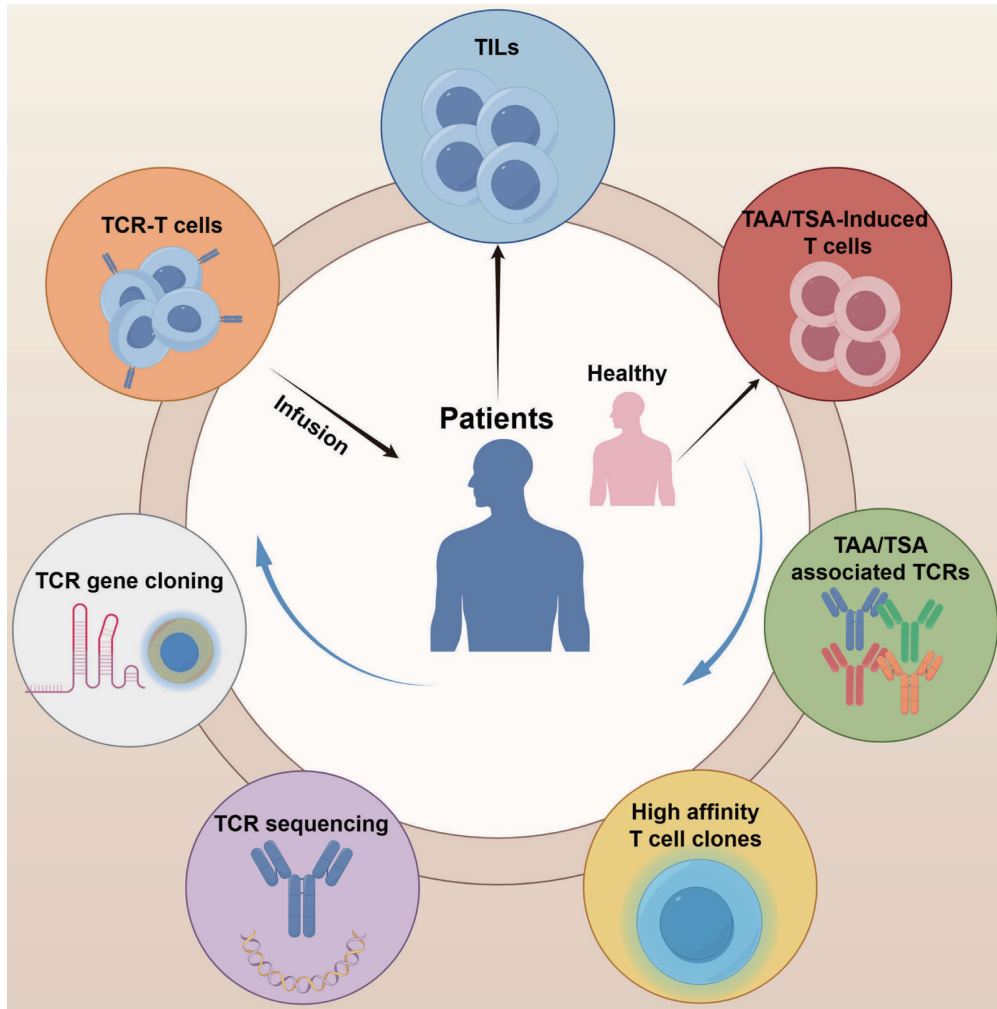 TILs
TAA/TSA-Induced
T cells
TAA/TSA
associated TCRs
High affinity
T cell clones
TCR sequencing
TCR gene cloning
TCR-T cells
Infusion
Patients
Healthy